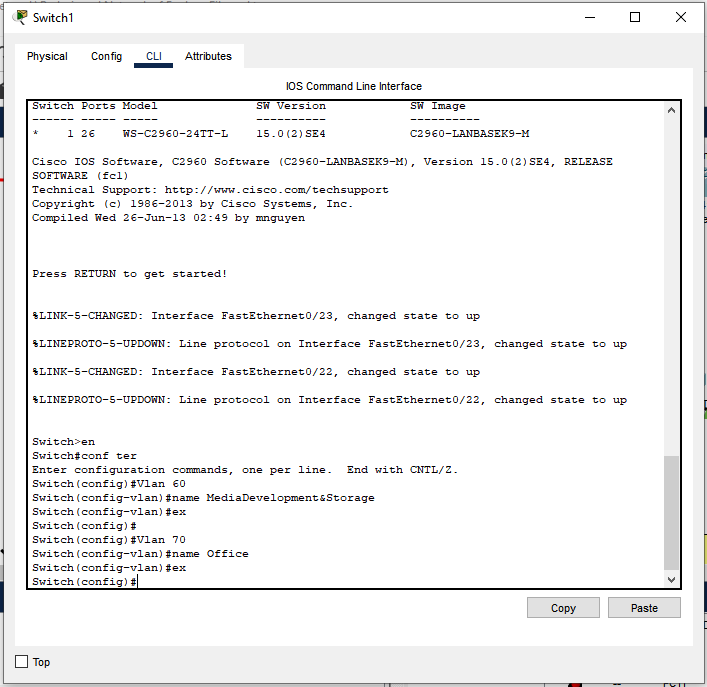 Switch1
Physical Config CLI Attributes
IOS Command Line Interface
Switch Ports Model SW Version SW Image
------ ----- ----- ---------- ----------
* 1 26 WS-C2960-24TT-L 15.0(2)SE4 C2960-LANBASEK9-M
Cisco IOS Software, C2960 Software (C2960-LANBASEK9-M), Version 15.0(2)SE4, RELEASE
SOFTWARE (fc1)
Technical Support: http://www.cisco.com/techsupport
Copyright (c) 1986-2013 by Cisco Systems, Inc.
Compiled Wed 26-Jun-13 02:49 by mnguyen
Press RETURN to get started!
%LINK-5-CHANGED: Interface FastEthernet0/23, changed state to up
%LINEPROTO-5-UPDOWN: Line protocol on Interface FastEthernet0/23, changed state to up
%LINK-5-CHANGED: Interface FastEthernet0/22, changed state to up
%LINEPROTO-5-UPDOWN: Line protocol on Interface FastEthernet0/22, changed state to up
Switch>en
Switch#conf ter
Enter configuration commands, one per line. End with CNTL/Z.
Switch(config)#Vlan 60
Switch(config-vlan)#name MediaDevelopment&Storage
Switch(config-vlan)#ex
Switch(config)#
Switch(config)#Vlan 70
Switch(config-vlan)#name Office
Switch(config-vlan)#ex
Switch(config)#
Copy Paste
Top